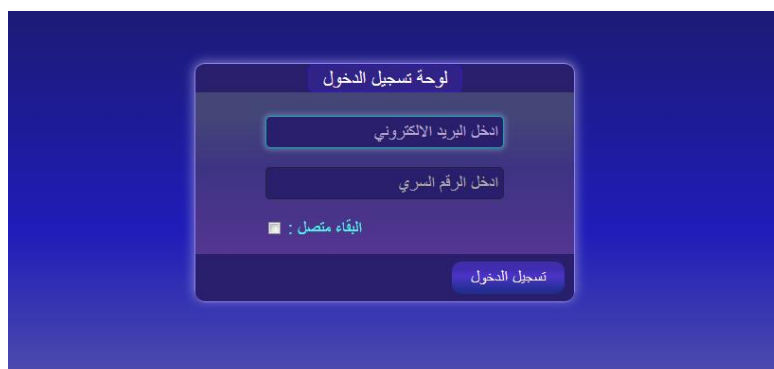 لوحة تسجيل الدخول
ادخل البريد الالكتروني
ادخل الرقم السري
البقاء متصل :
تسجيل الدخول